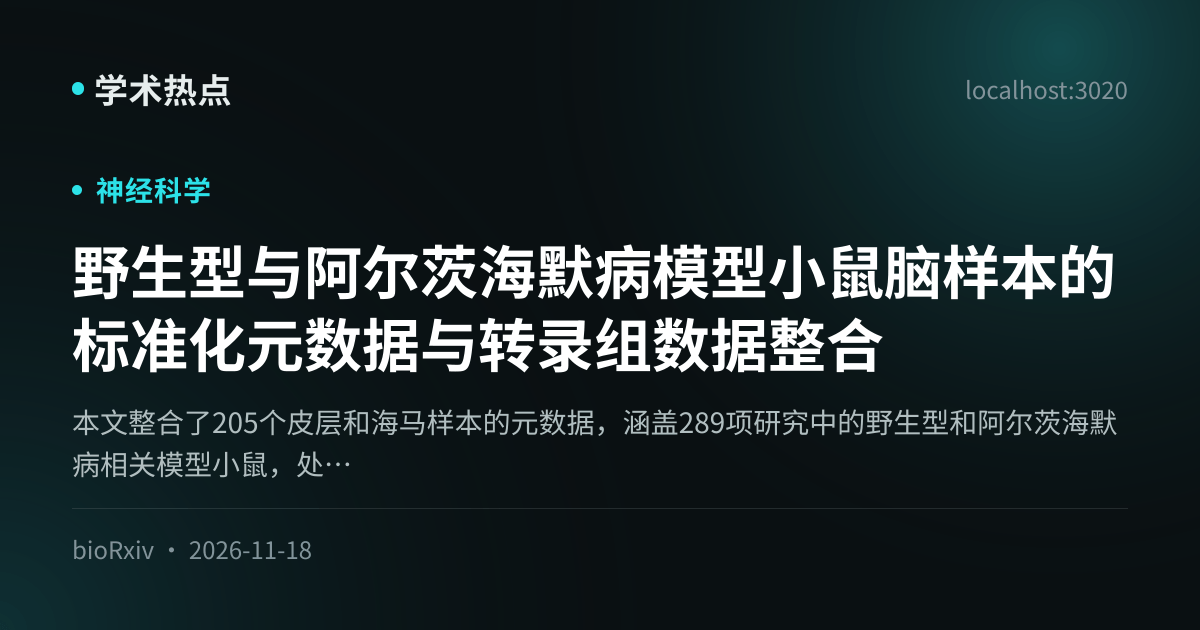 学术热点
localhost:3020
神经科学
野生型与阿尔茨海默病模型小鼠脑样本的
标准化元数据与转录组数据整合
本文整合了205个皮层和海马样本的元数据，涵盖289项研究中的野生型和阿尔茨海默
病相关模型小鼠，处…
bioRxiv · 2026-11-18